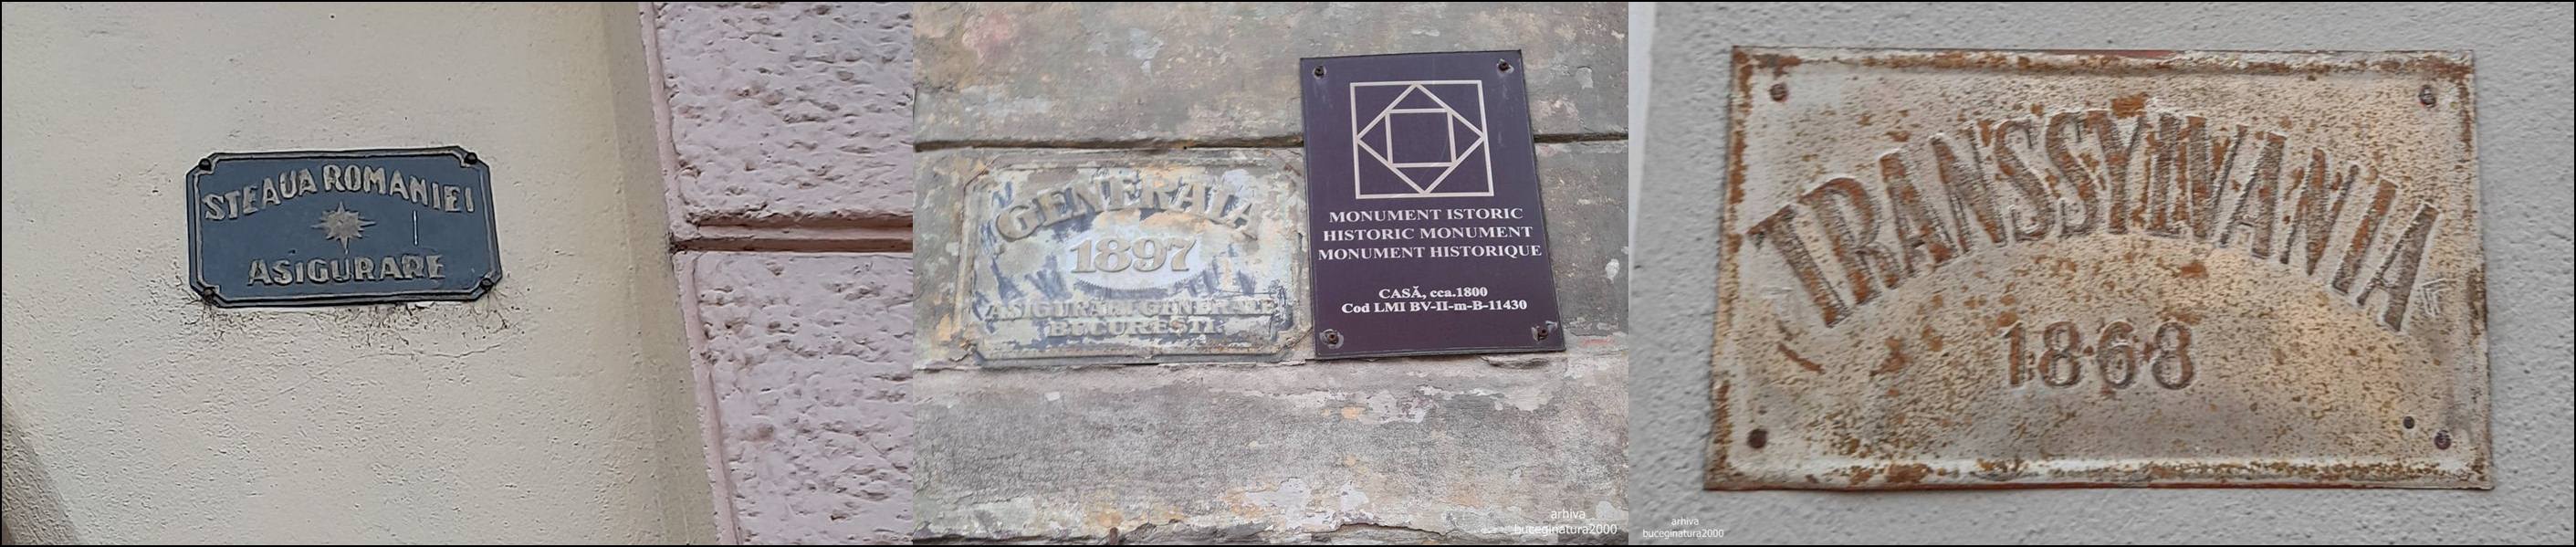 STEAUA ROMANIEI
ASIGURARE
GENERALA
1897
ASIGURARI GENERALE
BUCUREȘTI
MONUMENT ISTORIC
HISTORIC MONUMENT
MONUMENT HISTORIQUE
CASĂ, cca.1800
Cod LMI BV-II-m-B-11430
arhiva
buceginatura2000
TRANSSYLVANIA
1868
arhiva
buceginatura2000